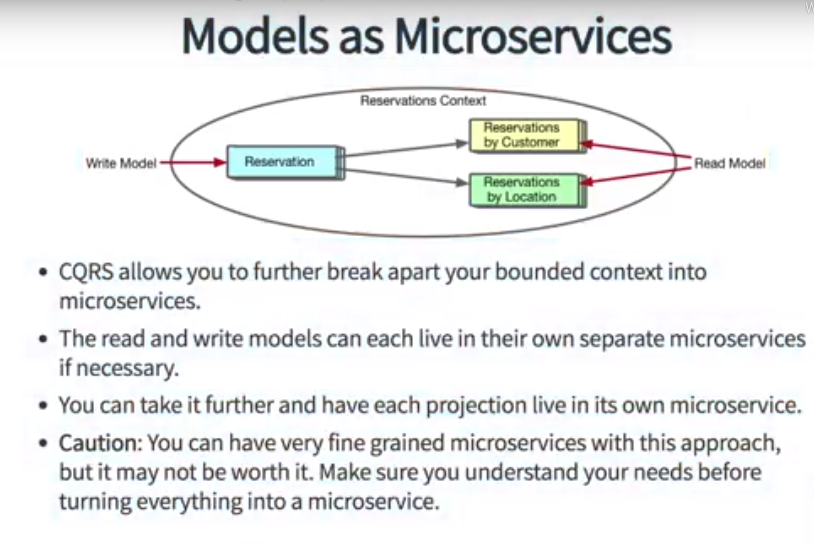 Models as Microservices
Reservations Context
Reservations
by Customer
Write Model
Reservation
Read Model
Reservations
by Location
• CQRS allows you to further break apart your bounded context into
microservices.
• The read and write models can each live in their own separate microservices
if necessary.
• You can take it further and have each projection live in its own microservice.
• Caution: You can have very fine grained microservices with this approach,
but it may not be worth it. Make sure you understand your needs before
turning everything into a microservice.